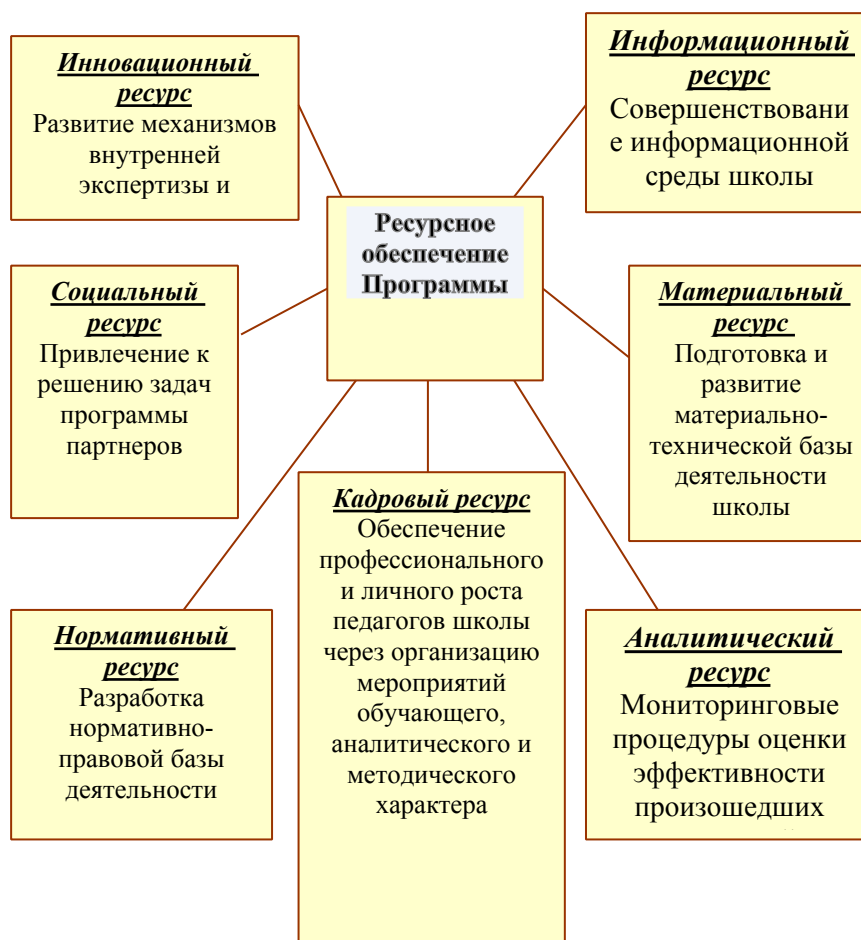 Инновационный
ресурс
Развитие механизмов
внутренней
экспертизы и
Информационный
ресурс
Совершенствовани
е информационной
среды школы
Ресурсное
обеспечение
Программы
Социальный
ресурс
Привлечение к
решению задач
программы
партнеров
Материальный
ресурс
Подготовка и
развитие
материально-
технической базы
деятельности
школы
Кадровый ресурс
Обеспечение
профессионального
и личного роста
педагогов школы
через организацию
мероприятий
обучающего,
аналитического и
методического
характера
Нормативный
ресурс
Разработка
нормативно-
правовой базы
деятельности
Аналитический
ресурс
Мониторинговые
процедуры оценки
эффективности
произошедших